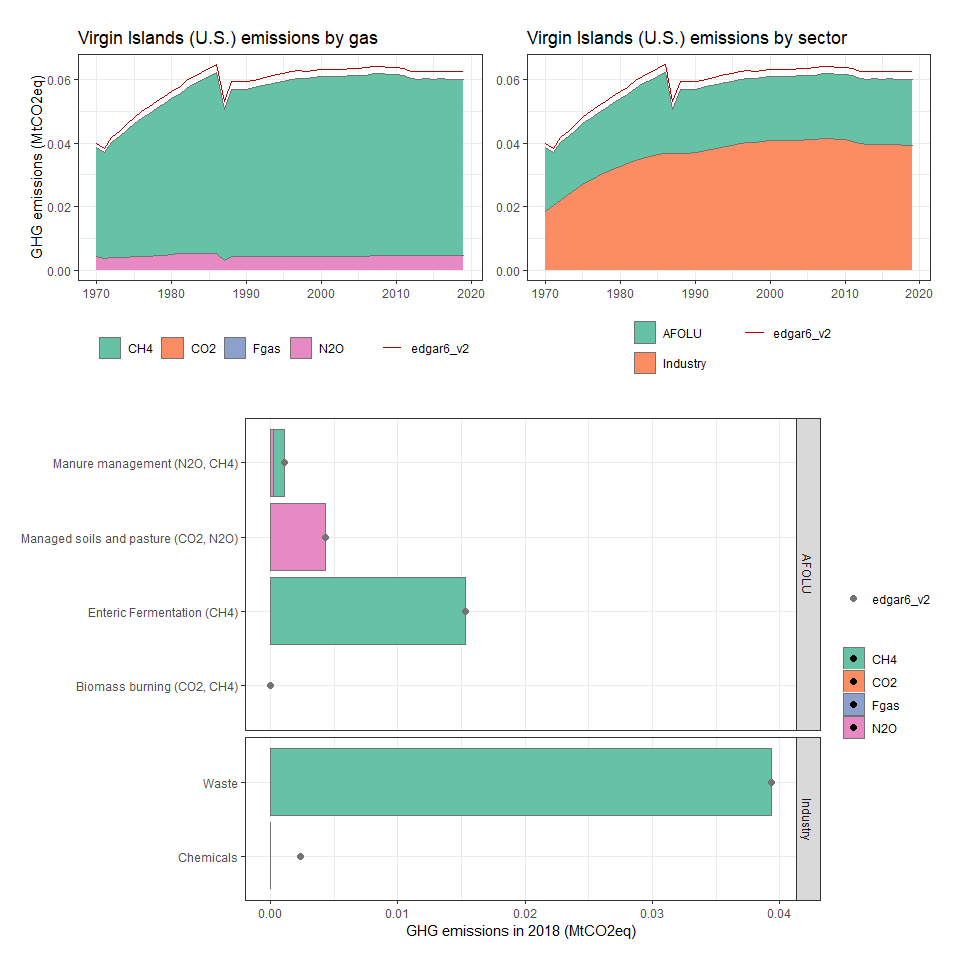 Virgin Islands (U.S.) emissions by gas
GHG emissions (MtCO2eq)
0.06
0.04
0.02
0.00
1970 1980 1990 2000 2010 2020
CH4 CO2 Fgas N2O edgar6_v2
Virgin Islands (U.S.) emissions by sector
0.06
0.04
0.02
0.00
1970 1980 1990 2000 2010 2020
AFOLU edgar6_v2
Industry
Manure management (N2O, CH4)
Managed soils and pasture (CO2, N2O)
Enteric Fermentation (CH4)
Biomass burning (CO2, CH4)
AFOLU
Waste
Chemicals
Industry
0.00 0.01 0.02 0.03 0.04
GHG emissions in 2018 (MtCO2eq)
edgar6_v2
CH4
CO2
Fgas
N2O